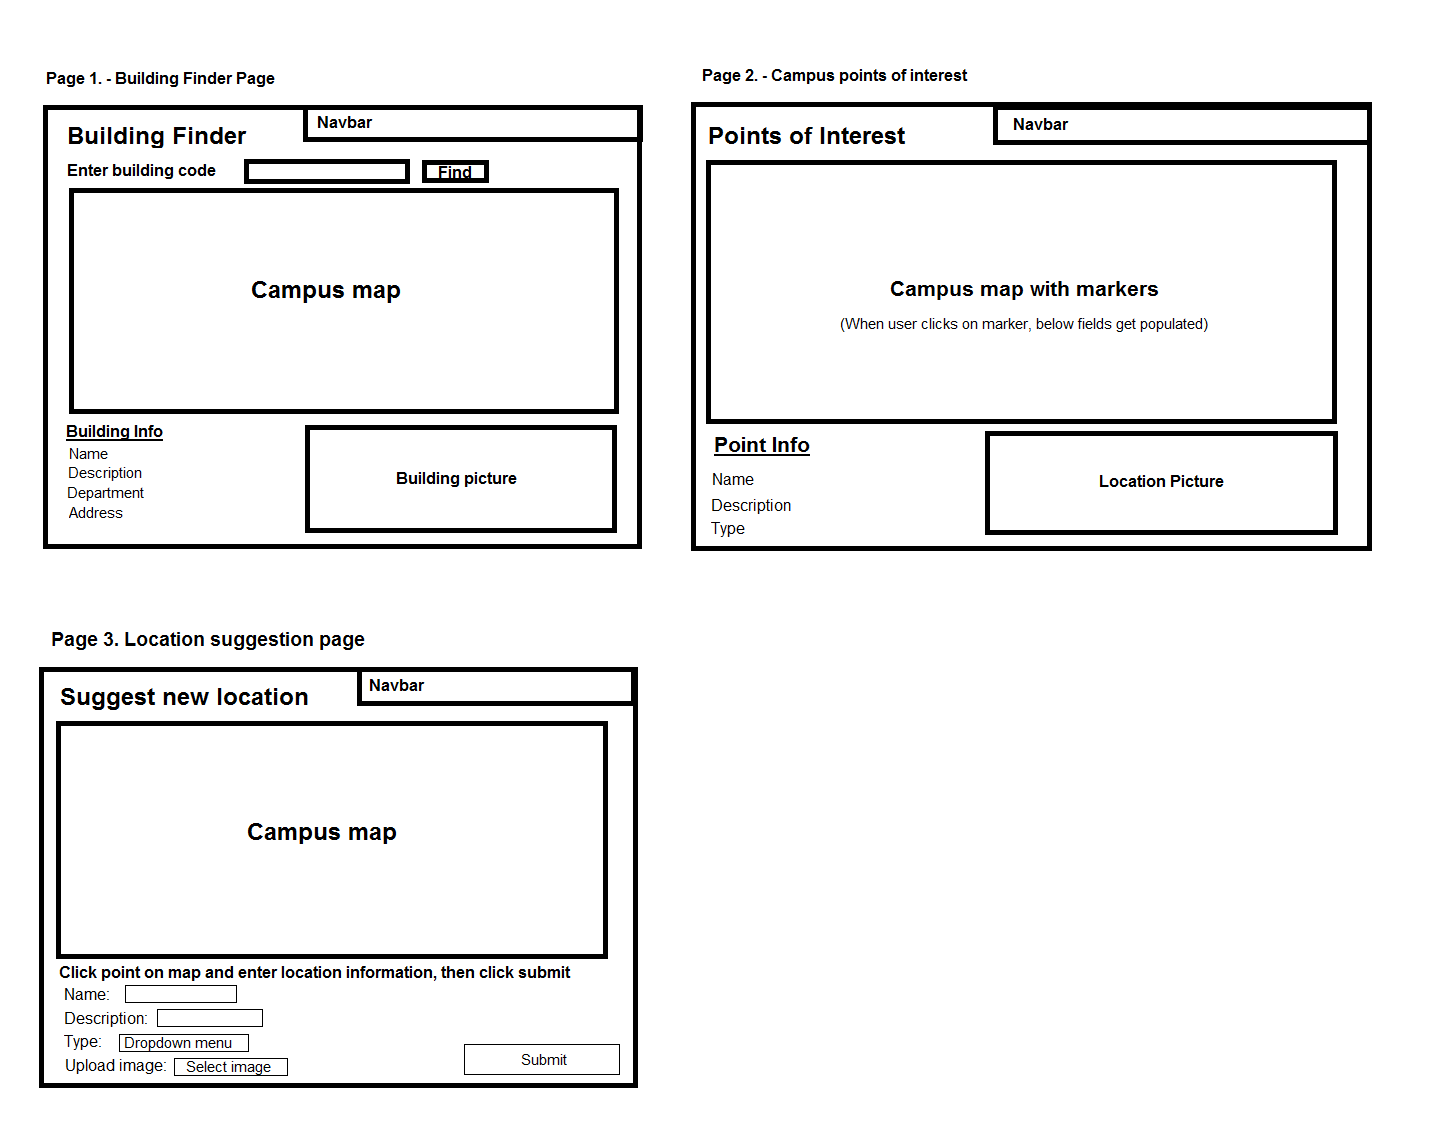 Page 1. - Building Finder Page
Building Finder
Navbar
Enter building code
Find
Campus map
Building Info
Name
Description
Department
Address
Building picture
Page 2. - Campus points of interest
Points of Interest
Navbar
Campus map with markers
(When user clicks on marker, below fields get populated)
Point Info
Name
Description
Type
Location Picture
Page 3. Location suggestion page
Suggest new location
Navbar
Campus map
Click point on map and enter location information, then click submit
Name:
Description:
Type: Dropdown menu
Upload image: Select image
Submit